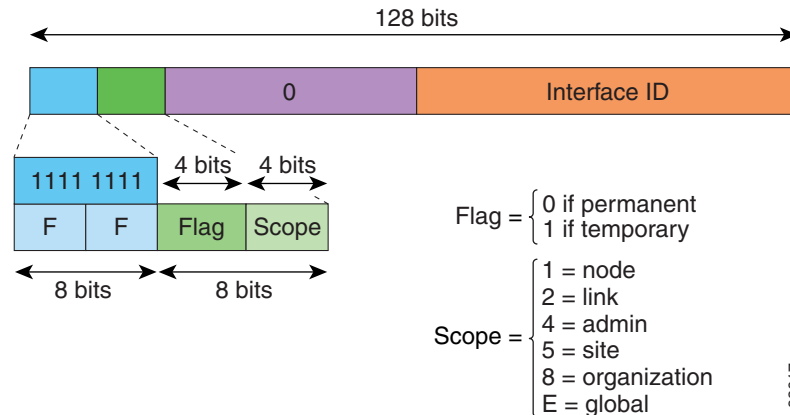 128 bits
0 Interface ID
1111 1111
4 bits 4 bits
F F Flag Scope
8 bits 8 bits
Flag =
0 if permanent
1 if temporary
Scope =
1 = node
2 = link
4 = admin
5 = site
8 = organization
E = global